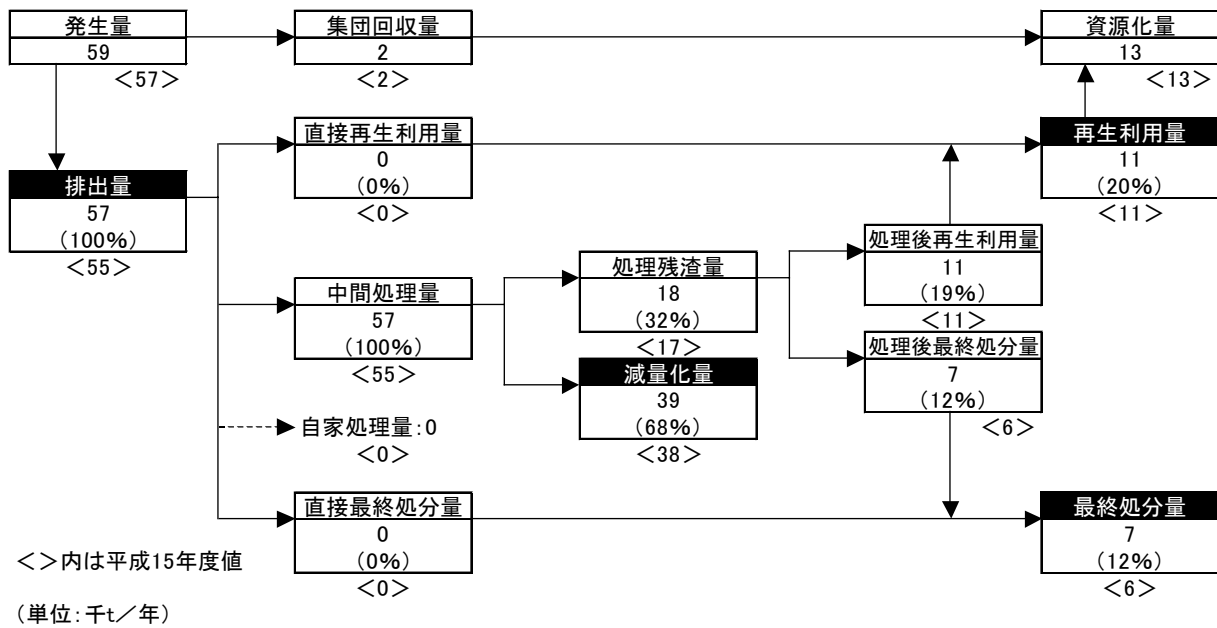 発生量
59
＜57＞
集団回収量
2
＜2＞
資源化量
13
＜13＞
直接再生利用量
0
(0%)
＜0＞
再生利用量
11
(20%)
＜11＞
排出量
57
(100%)
＜55＞
中間処理量
57
(100%)
＜55＞
処理残渣量
18
(32%)
＜17＞
処理後再生利用量
11
(19%)
＜11＞
減量化量
39
(68%)
＜38＞
処理後最終処分量
7
(12%)
＜6＞
自家処理量:0
＜0＞
直接最終処分量
0
(0%)
＜0＞
最終処分量
7
(12%)
＜6＞
＜＞内は平成15年度値
(単位:千t／年)